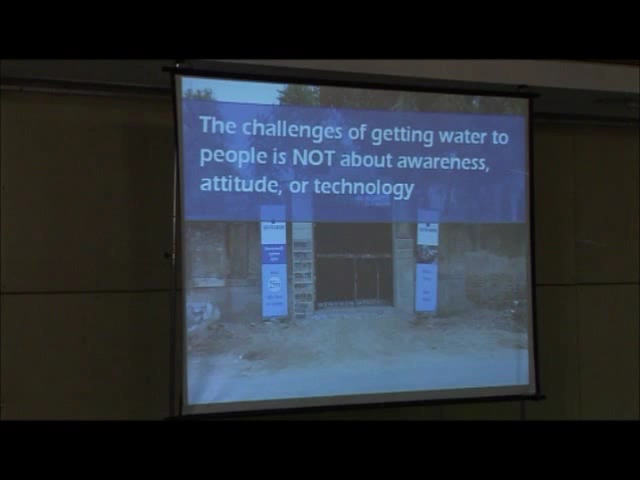 The challenges of getting water to
people is NOT about awareness,
attitude, or technology